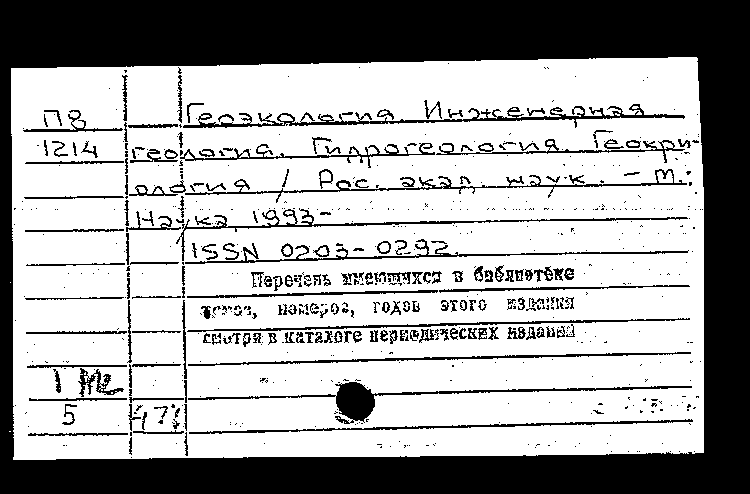 П8 Геоэкология. Инженерная
1214 геология. Гидрогеология. Геокри-
ология / Рос. акад. наук. - М.:
Наука, 1993-
ISSN 0203-0292
Перечень имеющихся в библиотеке
томов, номеров, годов этого издания
смотри в каталоге периодических изданий
1
5